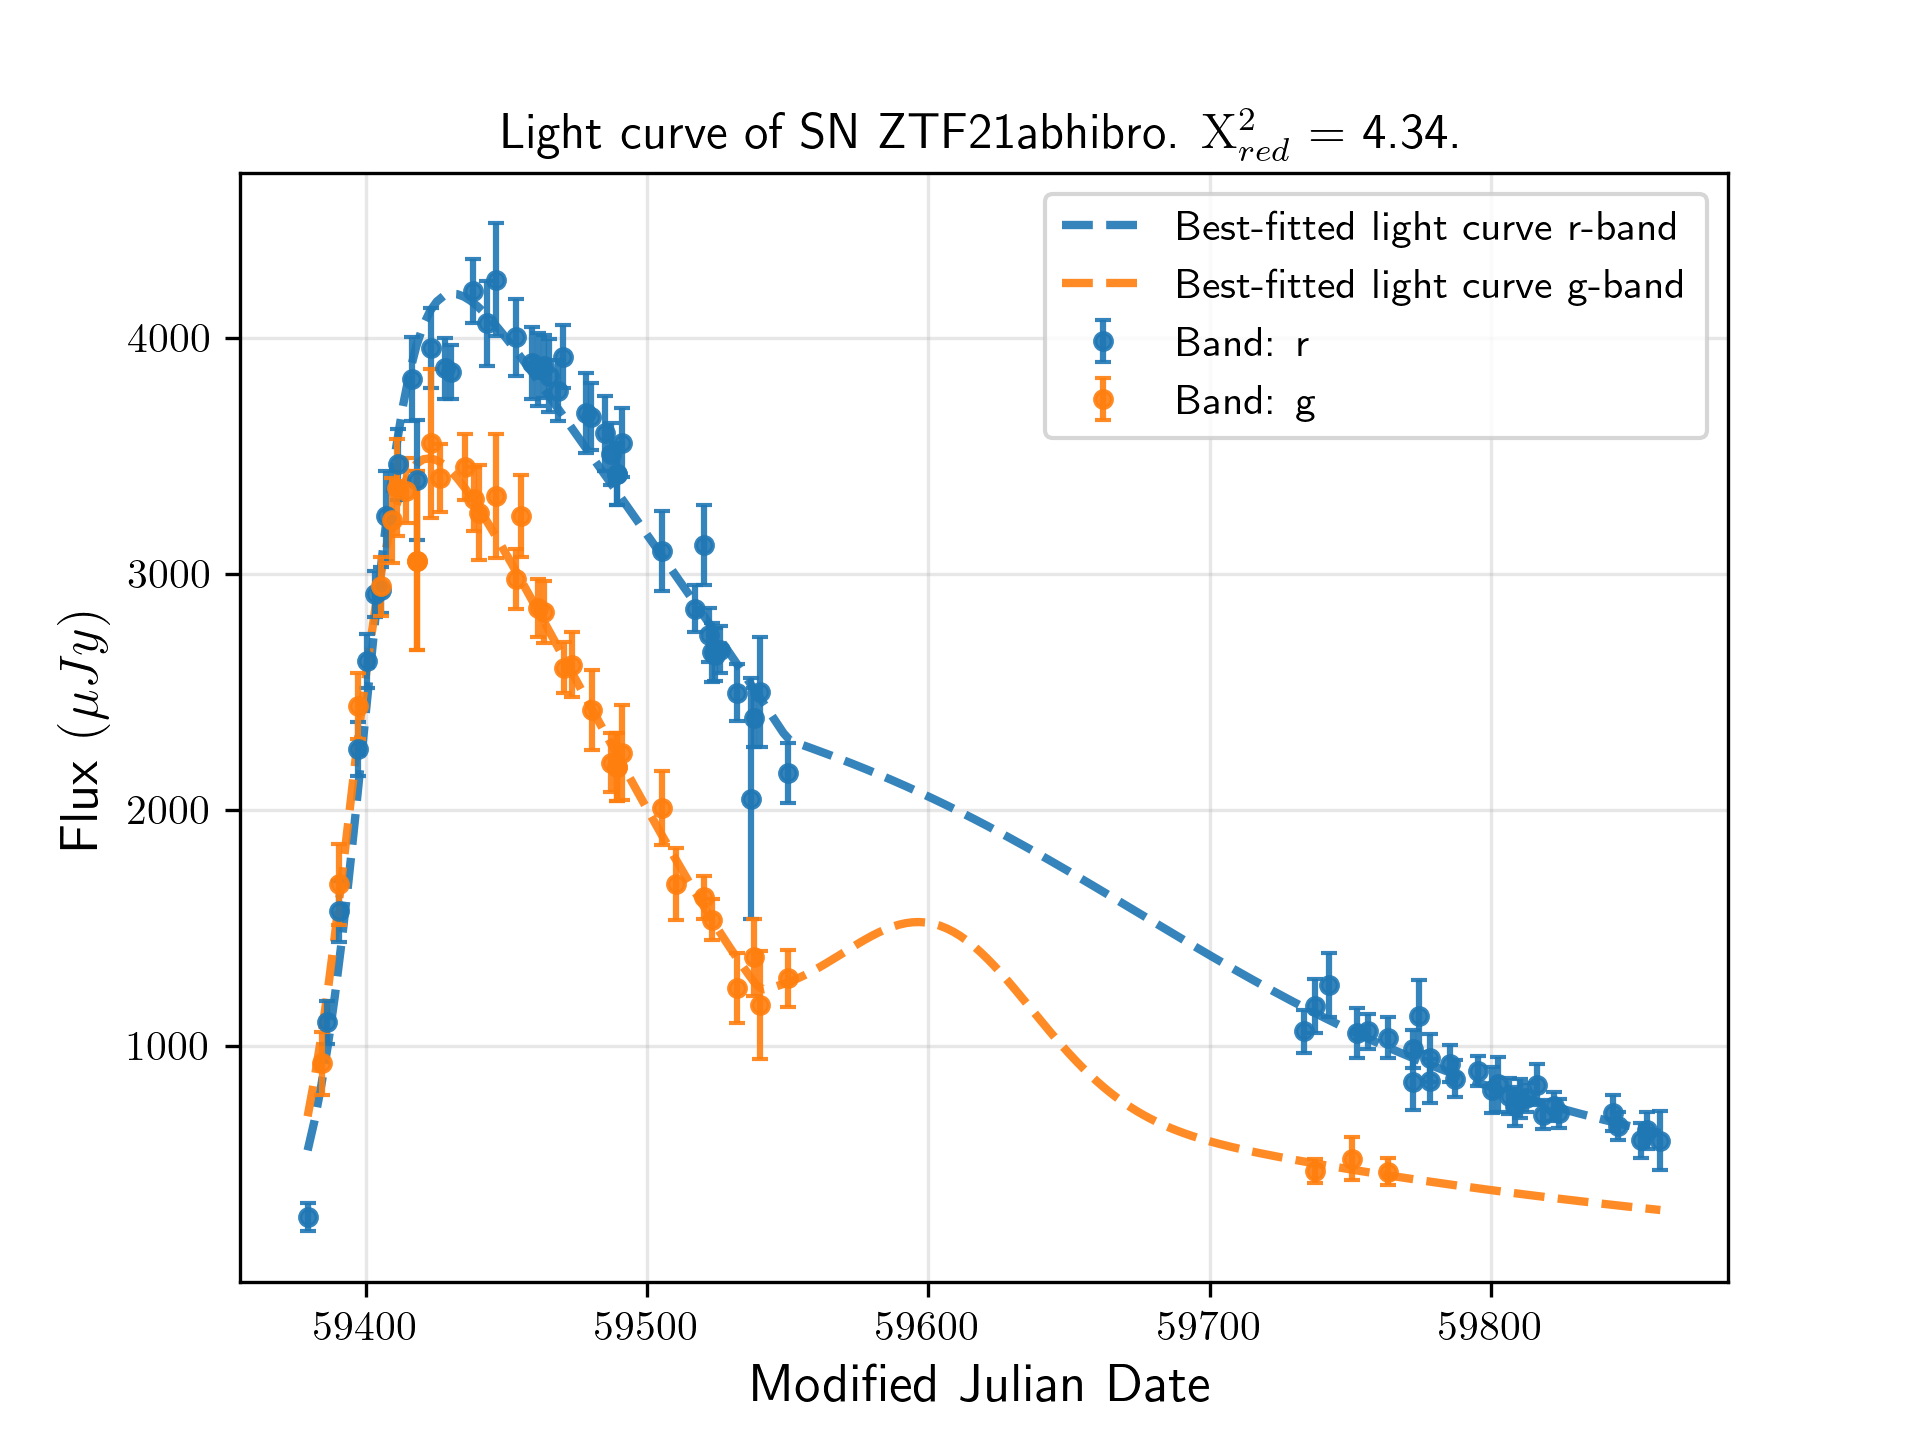 Light curve of SN ZTF21abhibro. X²_red = 4.34.
Best-fitted light curve r-band
Best-fitted light curve g-band
Band: r
Band: g
4000
3000
2000
1000
Flux (μJy)
59400 59500 59600 59700 59800
Modified Julian Date